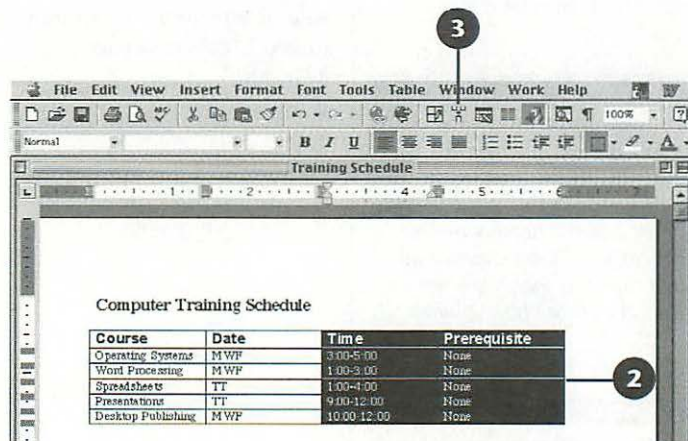 3
File Edit View Insert Format Font Tools Table Window Work Help
100%
Normal B I U A
Training Schedule
1 2 4 5 7
Computer Training Schedule
Course Date Time Prerequisite
Operating Systems MWF 3:00-5:00 None
Word Processing MWF 1:00-3:00 None
Spreadsheets TT 1:00-4:00 None
2
Presentations TT 9:00-12:00 None
Desktop Publishing MWF 10:00-12:00 None